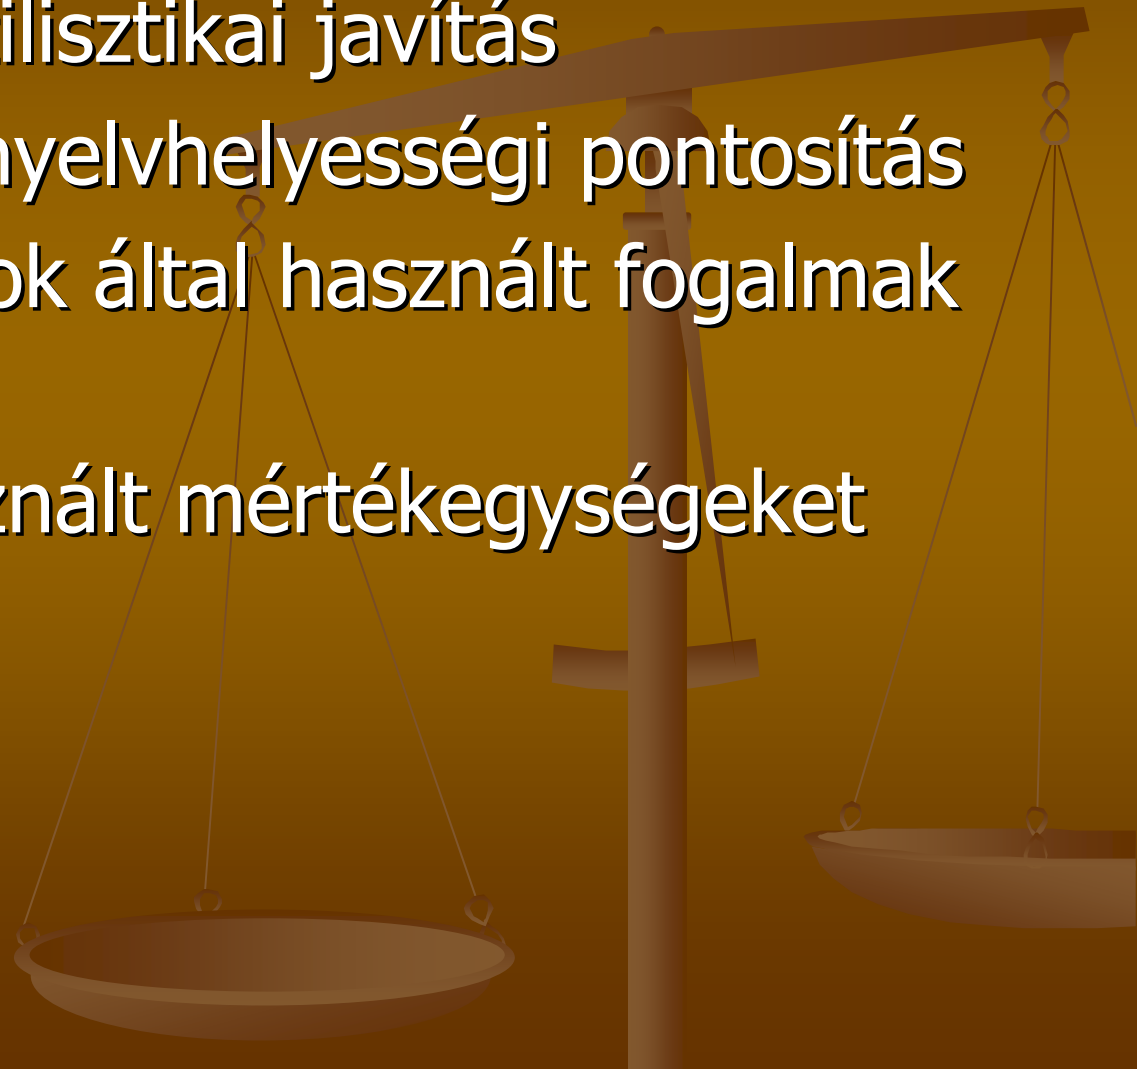 ilisztikai javítás
nyelvhelyességi pontosítás
ok által használt fogalmak
znált mértékegységeket